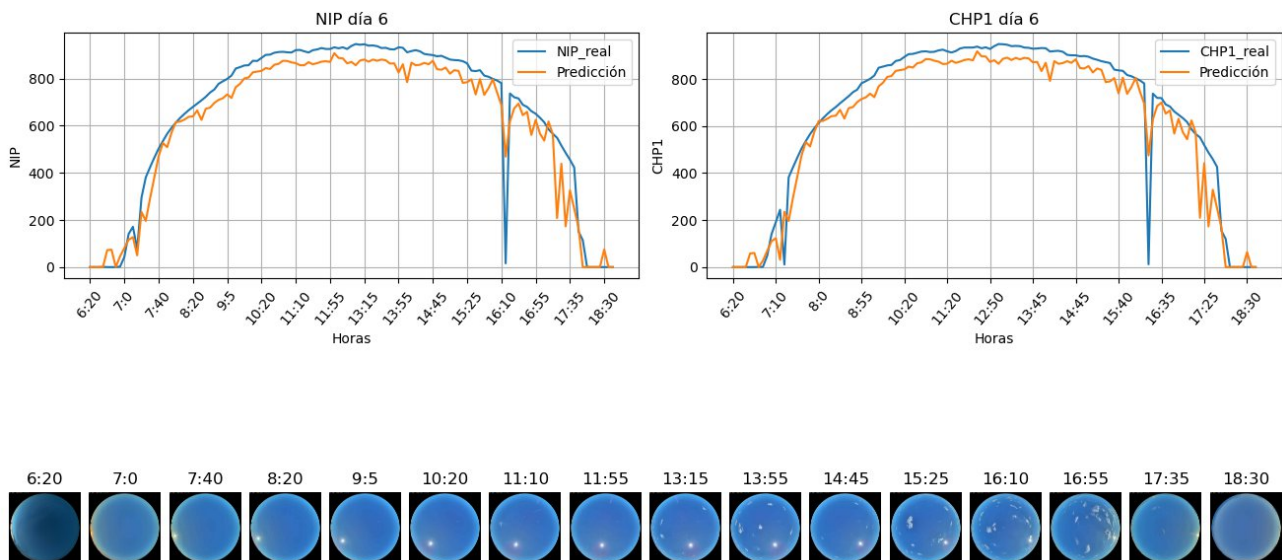 NIP día 6
NIP
800
600
400
200
0
NIP_real
Predicción
6:20 7:0 7:40 8:20 9:5 10:20 11:10 11:55 13:15 13:55 14:45 15:25 16:10 16:55 17:35 18:30
Horas
CHP1 día 6
CHP1
800
600
400
200
0
CHP1_real
Predicción
6:20 7:10 8:0 8:55 10:20 11:20 12:50 13:45 14:45 15:40 16:35 17:25 18:30
Horas
6:20 7:0 7:40 8:20 9:5 10:20 11:10 11:55 13:15 13:55 14:45 15:25 16:10 16:55 17:35 18:30